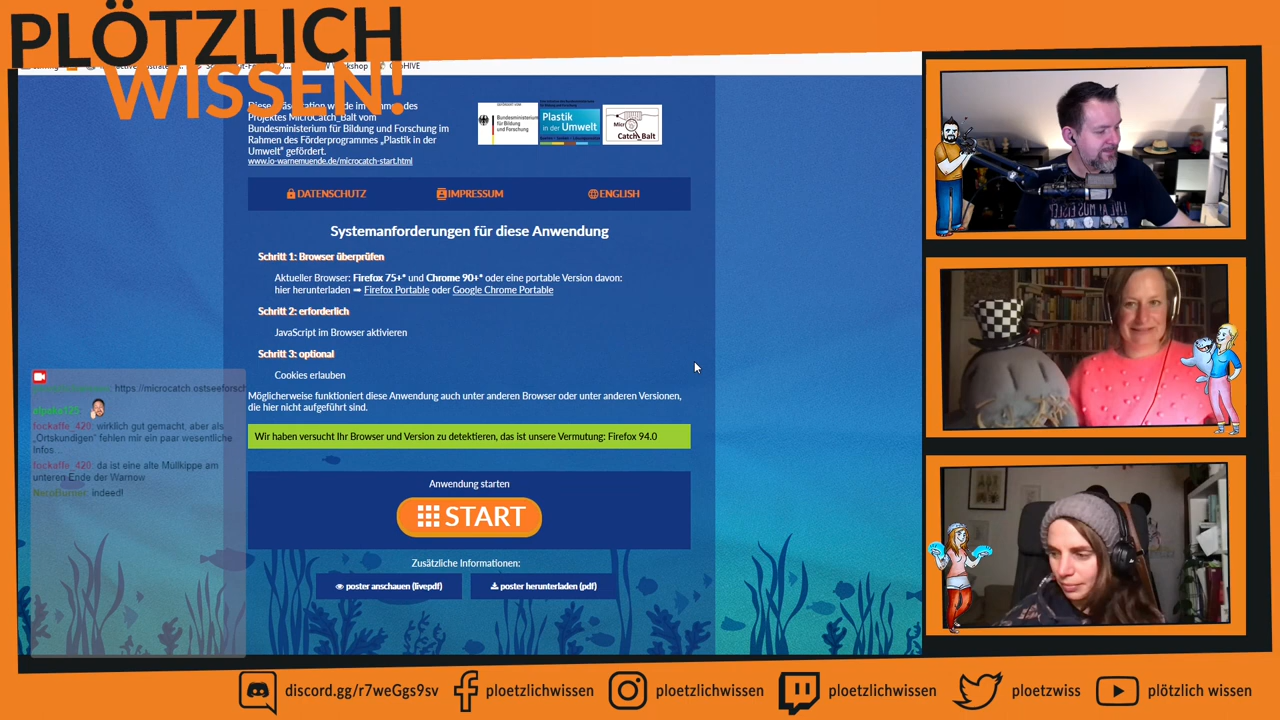 PLÖTZLICH
WISSEN!
Projektes MicroCatch_Balt vom
Bundesministerium für Bildung und Forschung im
Rahmen des Förderprogrammes „Plastik in der
Umwelt" gefördert.
www.io-warnemuende.de/microcatch-start.html
Bundesministerium
für Bildung
und Forschung
Plastik
in der Umwelt
Micro
Catch_Balt
DATENSCHUTZ
IMPRESSUM
ENGLISH
Systemanforderungen für diese Anwendung
Schritt 1: Browser überprüfen
Aktueller Browser: Firefox 75+* und Chrome 90+* oder eine portable Version davon:
hier herunterladen ➡ Firefox Portable oder Google Chrome Portable
Schritt 2: erforderlich
JavaScript im Browser aktivieren
Schritt 3: optional
Cookies erlauben
Möglicherweise funktioniert diese Anwendung auch unter anderen Browser oder unter anderen Versionen,
die hier nicht aufgeführt sind.
Wir haben versucht Ihr Browser und Version zu detektieren, das ist unsere Vermutung: Firefox 94.0
Anwendung starten
START
Zusätzliche Informationen:
poster anschauen (livepdf)
poster herunterladen (pdf)
https://microcatch ostseeforsch
alpaka125:
fockaffe_420: wirklich gut gemacht, aber als
„Ortskundigen" fehlen mir ein paar wesentliche
Infos...
fockaffe_420: da ist eine alte Müllkippe am
unteren Ende der Warnow
indeed!
discord.gg/r7weGgs9sv
ploetzlichwissen
ploetzlichwissen
ploetzlichwissen
ploetzwiss
plötzlich wissen